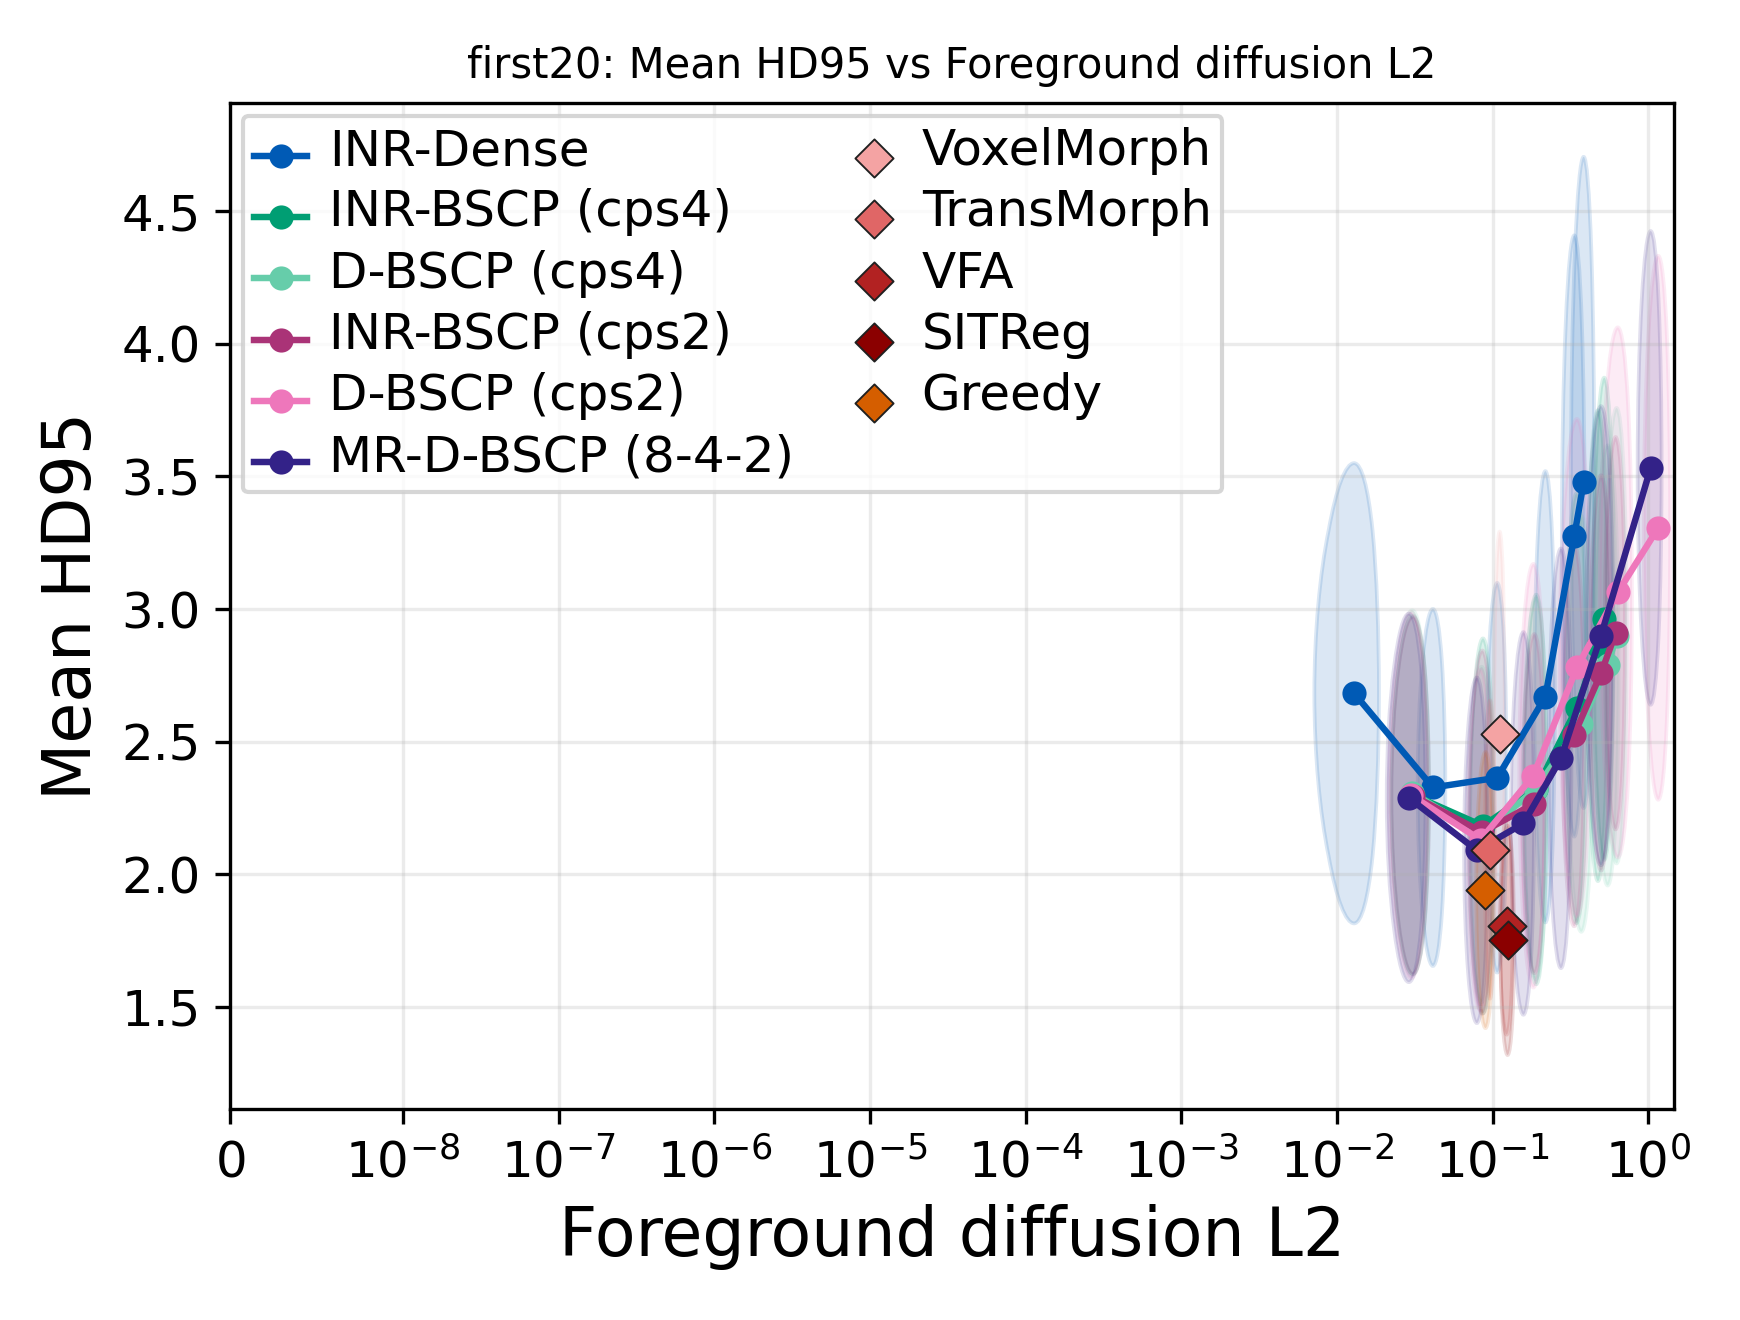 first20: Mean HD95 vs Foreground diffusion L2
INR-Dense
INR-BSCP (cps4)
D-BSCP (cps4)
INR-BSCP (cps2)
D-BSCP (cps2)
MR-D-BSCP (8-4-2)
VoxelMorph
TransMorph
VFA
SITReg
Greedy
Mean HD95
4.5
4.0
3.5
3.0
2.5
2.0
1.5
0 10⁻⁸ 10⁻⁷ 10⁻⁶ 10⁻⁵ 10⁻⁴ 10⁻³ 10⁻² 10⁻¹ 10⁰
Foreground diffusion L2